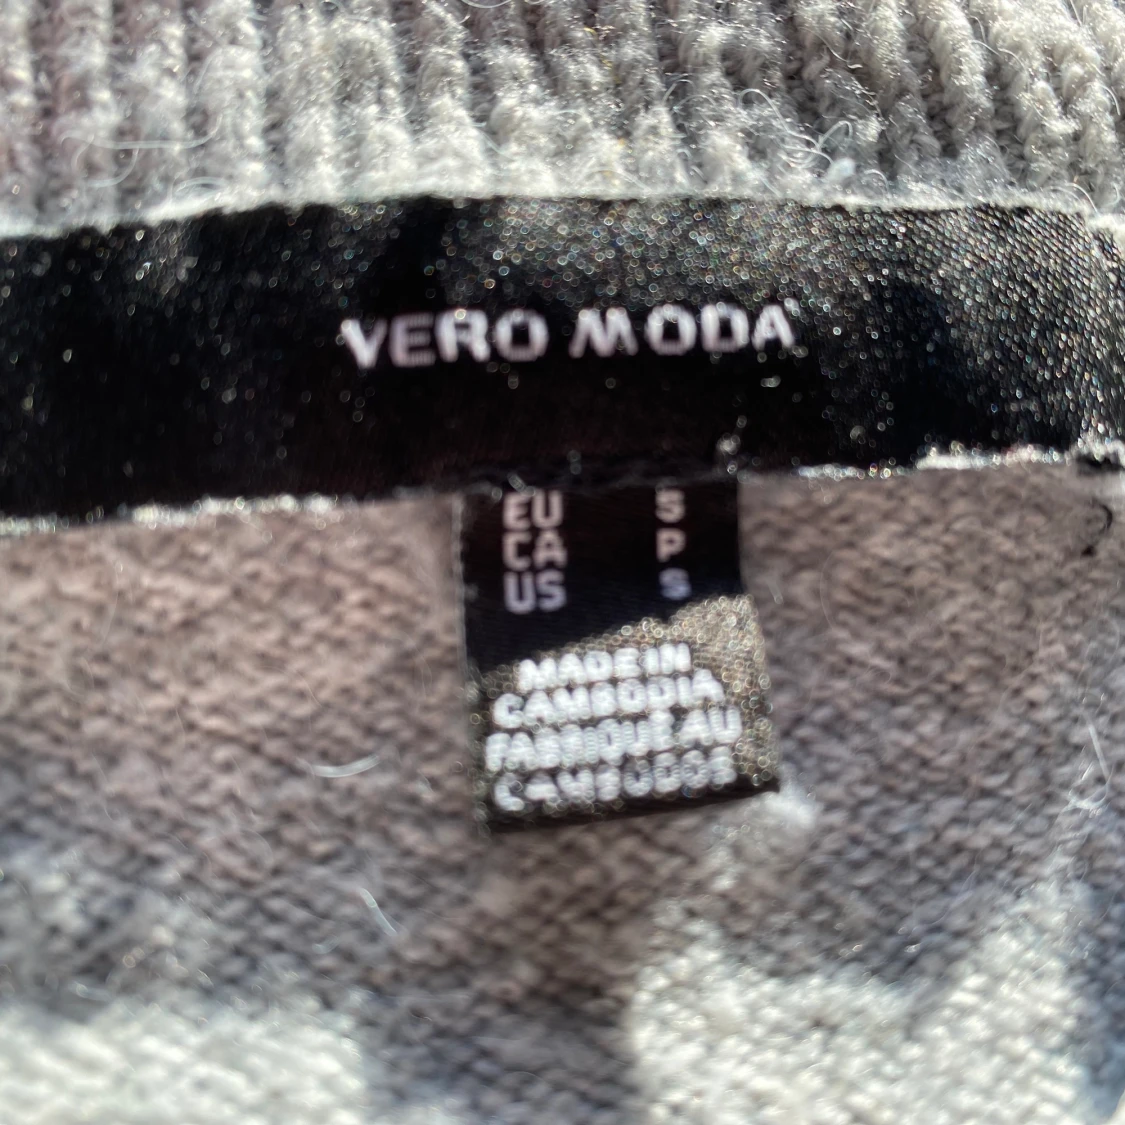 VERO MODA
EU S
CA P
US S
MADE IN
CAMBODIA
FABRIQUÉ AU
CAMBODGE